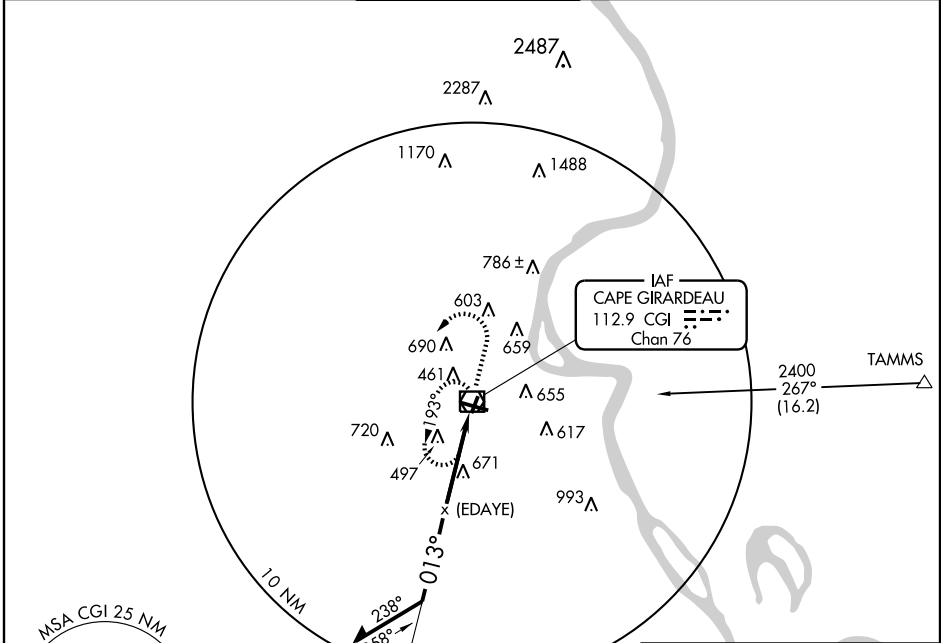 2487
2287
1170
1488
786 ±
IAF
CAPE GIRARDEAU
112.9 CGI
Chan 76
603
659
690
TAMMS
461
2400
267°
(16.2)
655
193°
720
617
497
671
993
(EDAYE)
013°
10 NM
238°
MSA CGI 25 NM